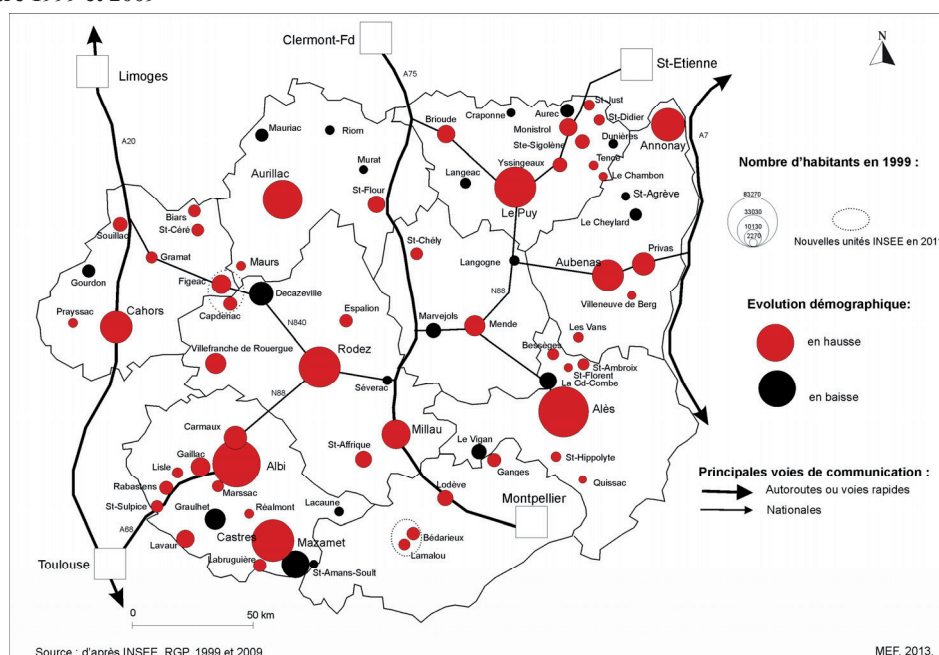 Clermont-Fd
St-Etienne
N
Limoges
A75
A20
A7
Mauriac
Riom
Craponne
Aurec
St-Just
St-Didier
Brioude
Monistrol
Ste-Sigolène
Dunières
Annonay
Murat
Yssingeaux
Tence
Le Chambon
Aurillac
Langeac
St-Flour
Le Puy
St-Agrève
Le Cheylard
Biars
St-Céré
Souillac
St-Chély
Gramat
Maurs
Langogne
Aubenas
Privas
Figeac
Gourdon
Decazeville
N88
Villeneuve de Berg
Capdenac
Espalion
Marvejols
Mende
Prayssac
Cahors
N840
Les Vans
Bessèges
Villefranche de Rouergue
Rodez
St-Ambroix
St-Florent
La Gd-Combe
Séverac
N88
Alès
Carmaux
Millau
Le Vigan
St-Affrique
Gaillac
Albi
Ganges
St-Hippolyte
Lisle
Rabastens
Marssac
Lodève
Quissac
St-Sulpice
Réalmont
Lacaune
Montpellier
Graulhet
A68
Castres
Bédarieux
Lavaur
Mazamet
Lamalou
Labruguière
Toulouse
St-Amans-Soult
0
50 km
Nombre d'habitants en 1999 :
83270
33030
10130
2270
Nouvelles unités INSEE en 201
Evolution démographique:
en hausse
en baisse
Principales voies de communication :
Autoroutes ou voies rapides
Nationales
Source : d'après INSEE, RGP, 1999 et 2009
MEF, 2013.